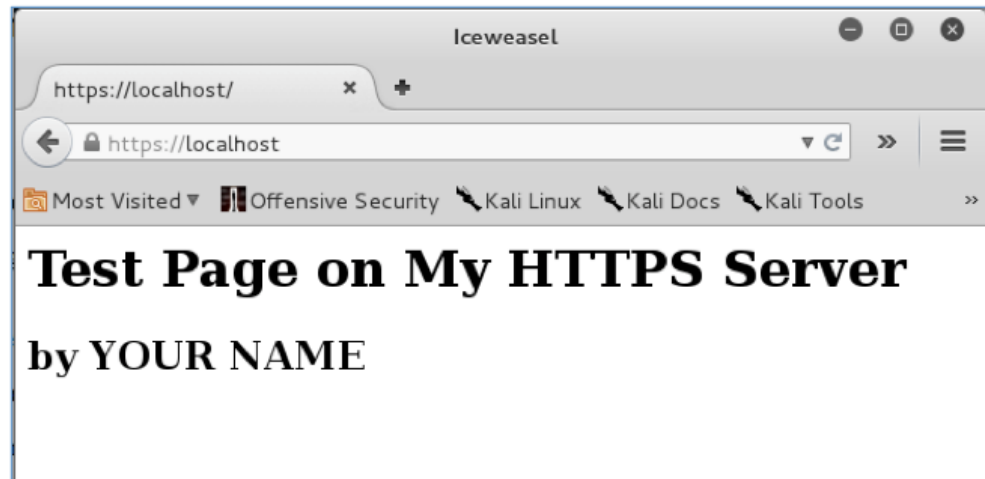 Iceweasel
https://localhost/
https://localhost
Most Visited Offensive Security Kali Linux Kali Docs Kali Tools »
Test Page on My HTTPS Server
by YOUR NAME